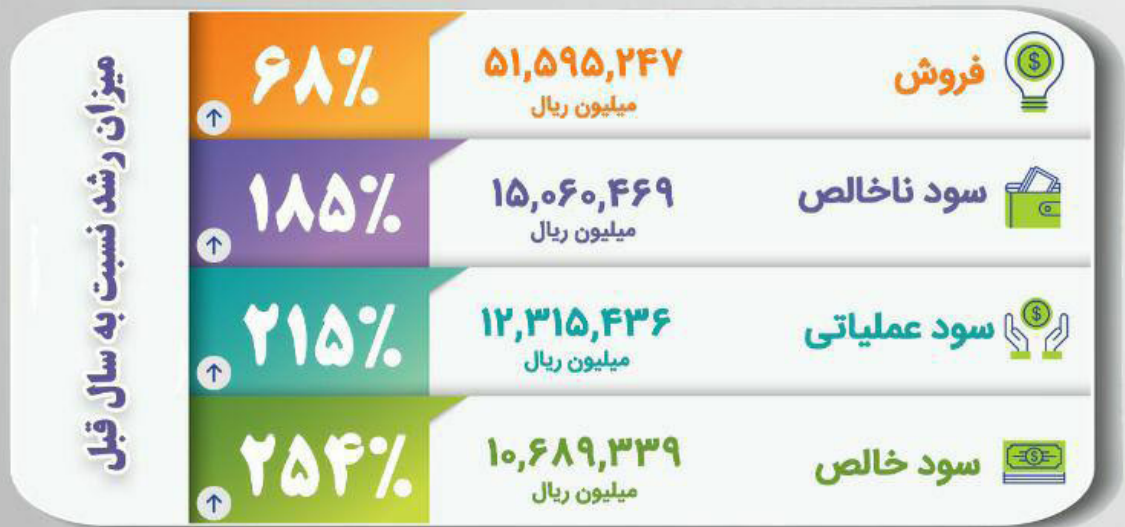 فروش
۵۱,۵۹۵,۲۴۷
میلیون ریال
۶۸%
سود ناخالص
۱۵,۰۶۰,۴۶۹
میلیون ریال
۱۸۵%
سود عملیاتی
۱۲,۳۱۵,۴۳۶
میلیون ریال
۲۱۵%
سود خالص
۱۰,۶۸۹,۳۳۹
میلیون ریال
۲۵۴%
میزان رشد نسبت به سال قبل